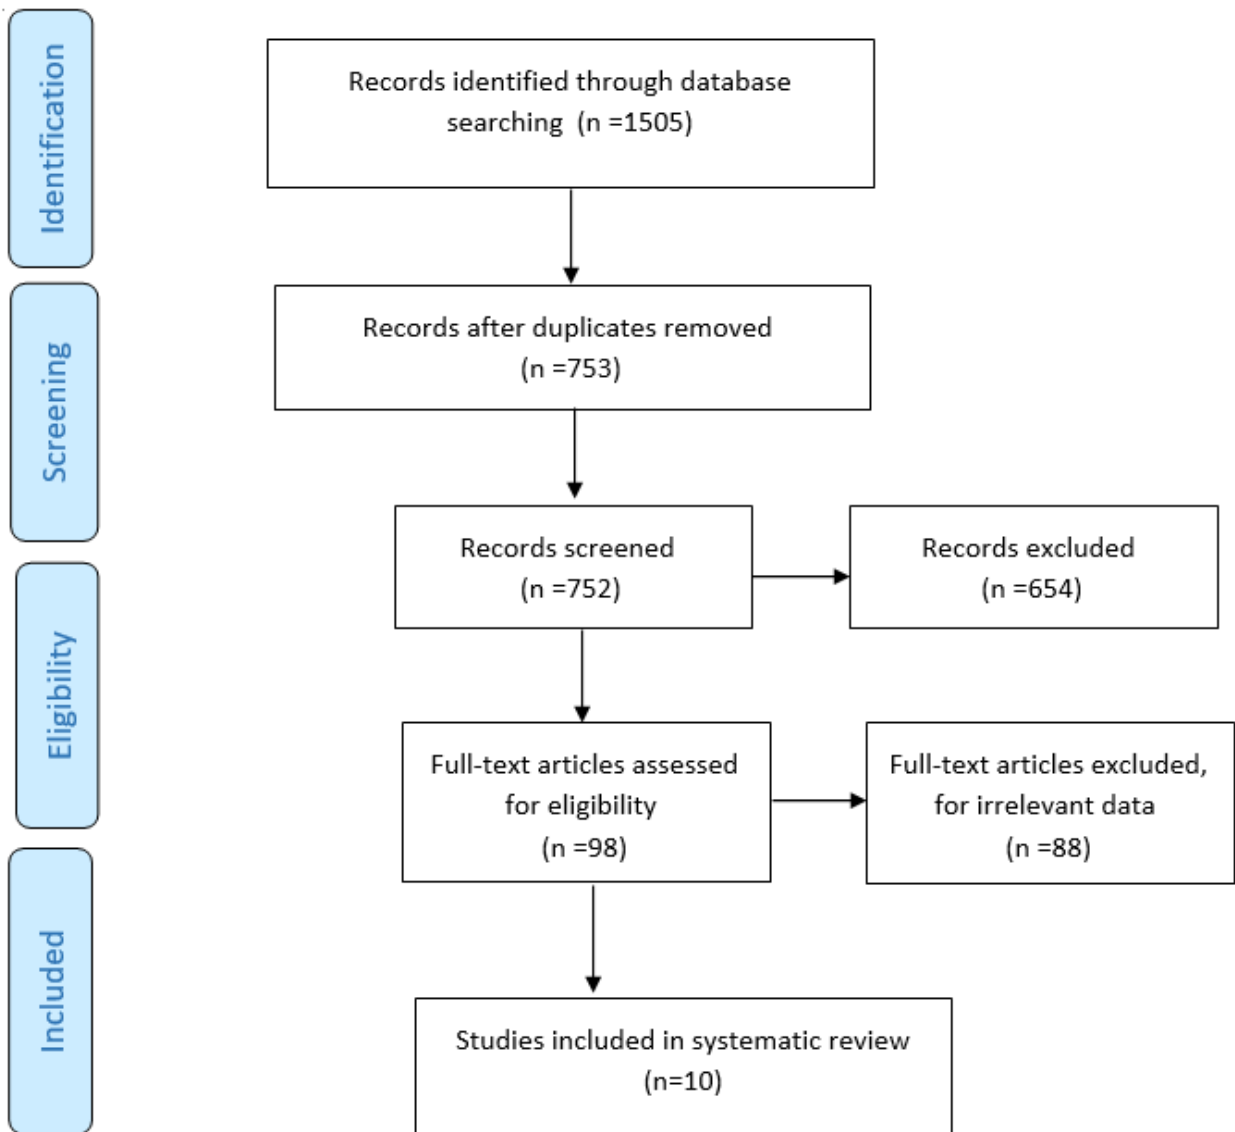 Identification
Records identified through database
searching (n =1505)
Screening
Records after duplicates removed
(n =753)
Records screened
(n =752)
Records excluded
(n =654)
Eligibility
Full-text articles assessed
for eligibility
(n =98)
Full-text articles excluded,
for irrelevant data
(n =88)
Included
Studies included in systematic review
(n=10)